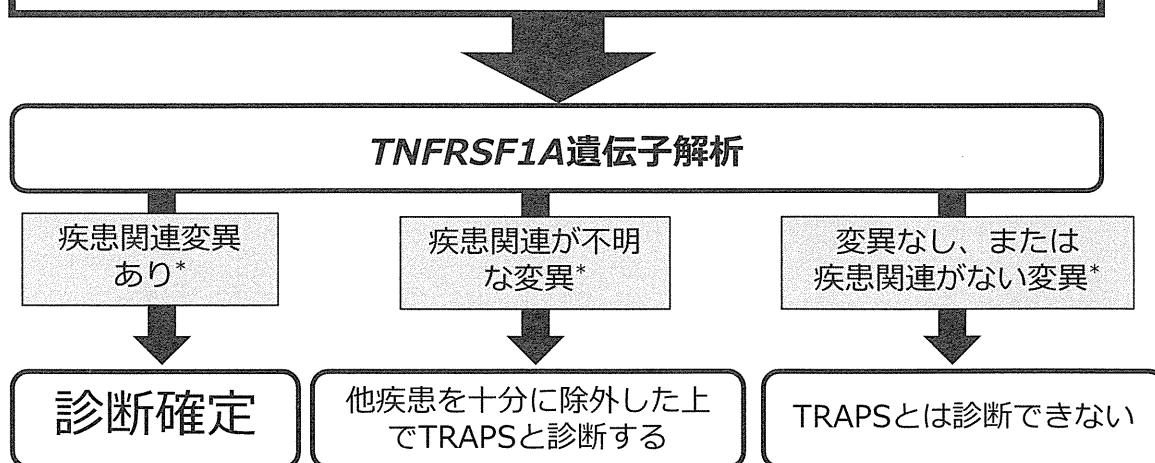 TNFRSF1A遺伝子解析
疾患関連変異
あり*
疾患関連が不明
な変異*
変異なし、または
疾患関連がない変異*
診断確定
他疾患を十分に除外した上
でTRAPSと診断する
TRAPSとは診断できない